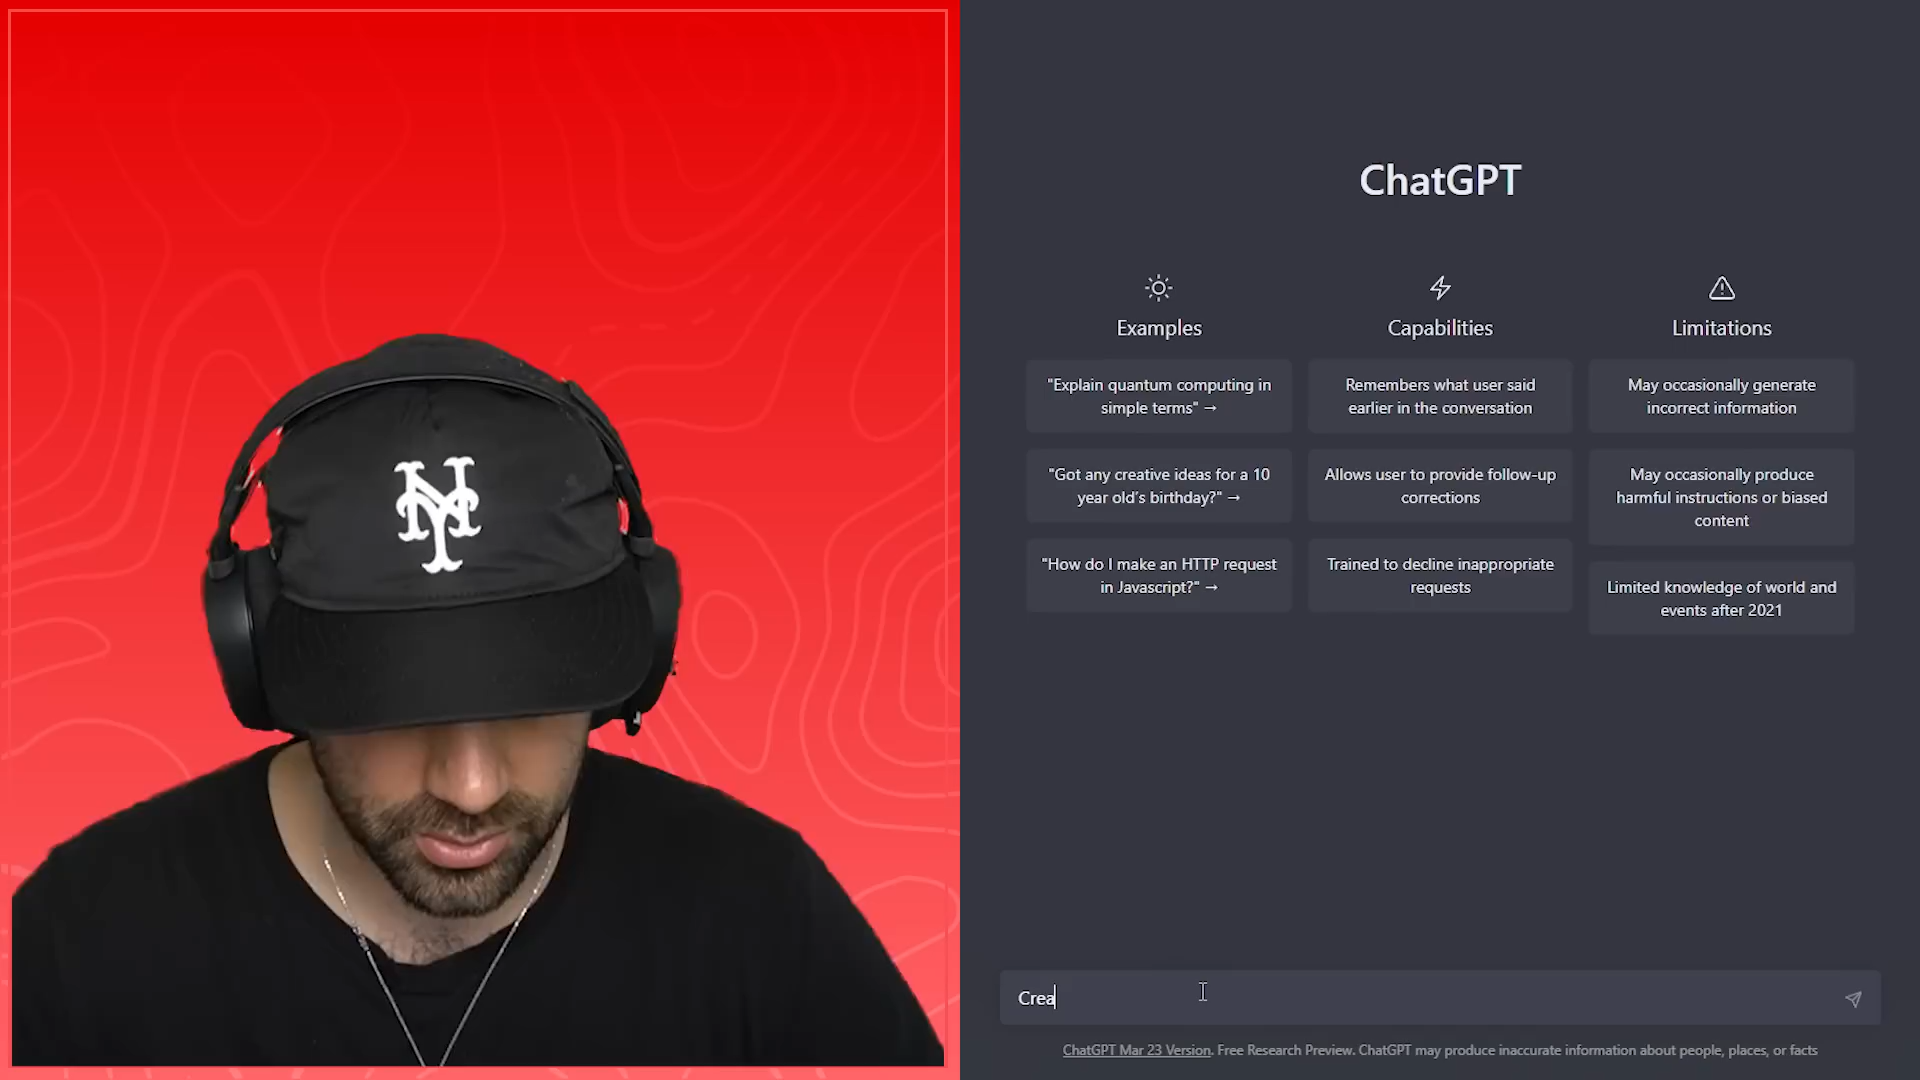 NY
ChatGPT
Examples
"Explain quantum computing in
simple terms" →
"Got any creative ideas for a 10
year old's birthday?" →
"How do I make an HTTP request
in Javascript?" →
Capabilities
Remembers what user said
earlier in the conversation
Allows user to provide follow-up
corrections
Trained to decline inappropriate
requests
Limitations
May occasionally generate
incorrect information
May occasionally produce
harmful instructions or biased
content
Limited knowledge of world and
events after 2021
Crea
ChatGPT Mar 23 Version. Free Research Preview. ChatGPT may produce inaccurate information about people, places, or facts